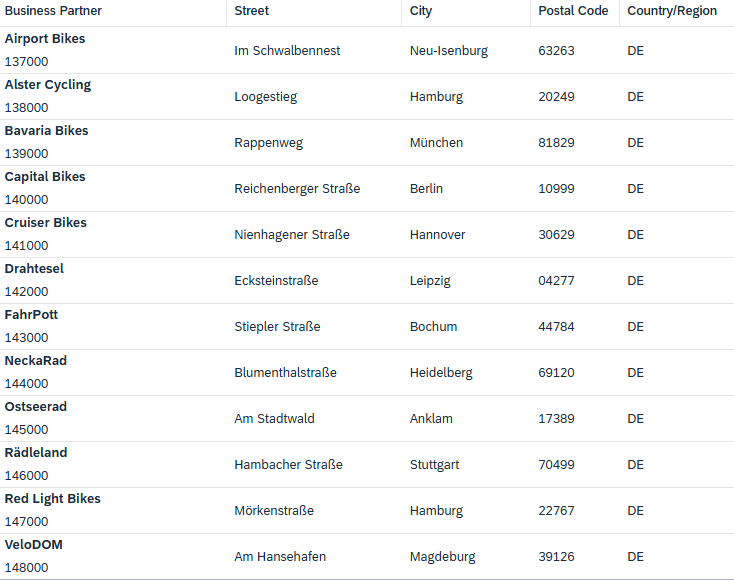 Business Partner Street City Postal Code Country/Region
Airport Bikes
137000 Im Schwalbennest Neu-Isenburg 63263 DE
Alster Cycling
138000 Loogestieg Hamburg 20249 DE
Bavaria Bikes
139000 Rappenweg München 81829 DE
Capital Bikes
140000 Reichenberger Straße Berlin 10999 DE
Cruiser Bikes
141000 Nienhagener Straße Hannover 30629 DE
Drahtesel
142000 Ecksteinstraße Leipzig 04277 DE
FahrPott
143000 Stiepler Straße Bochum 44784 DE
NeckaRad
144000 Blumenthalstraße Heidelberg 69120 DE
Ostseerad
145000 Am Stadtwald Anklam 17389 DE
Rädleland
146000 Hambacher Straße Stuttgart 70499 DE
Red Light Bikes
147000 Mörkenstraße Hamburg 22767 DE
VeloDOM
148000 Am Hansehafen Magdeburg 39126 DE